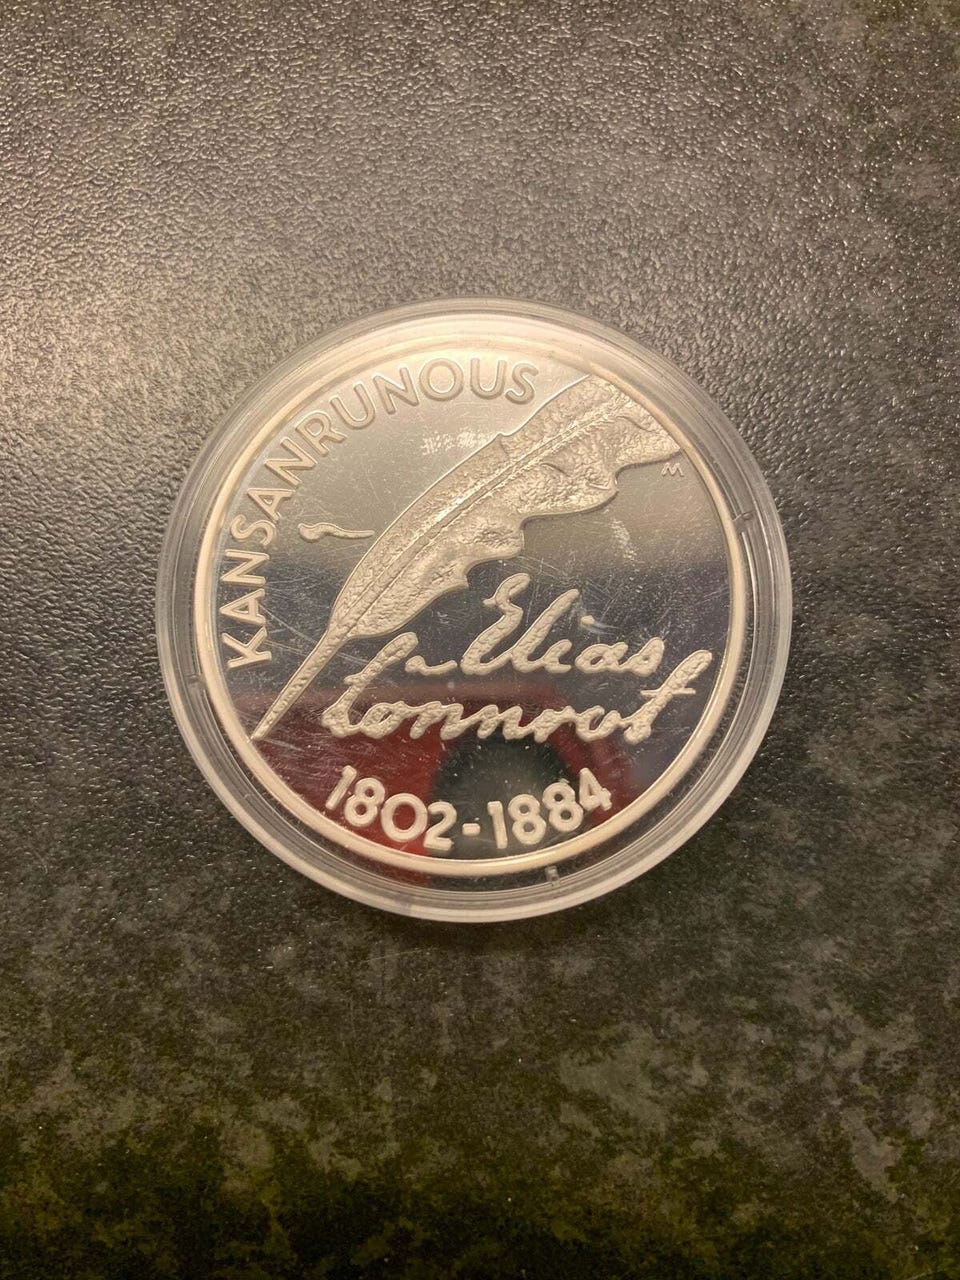 KANSANRUNOUS
M
Elias
Lönnrot
1802-1884